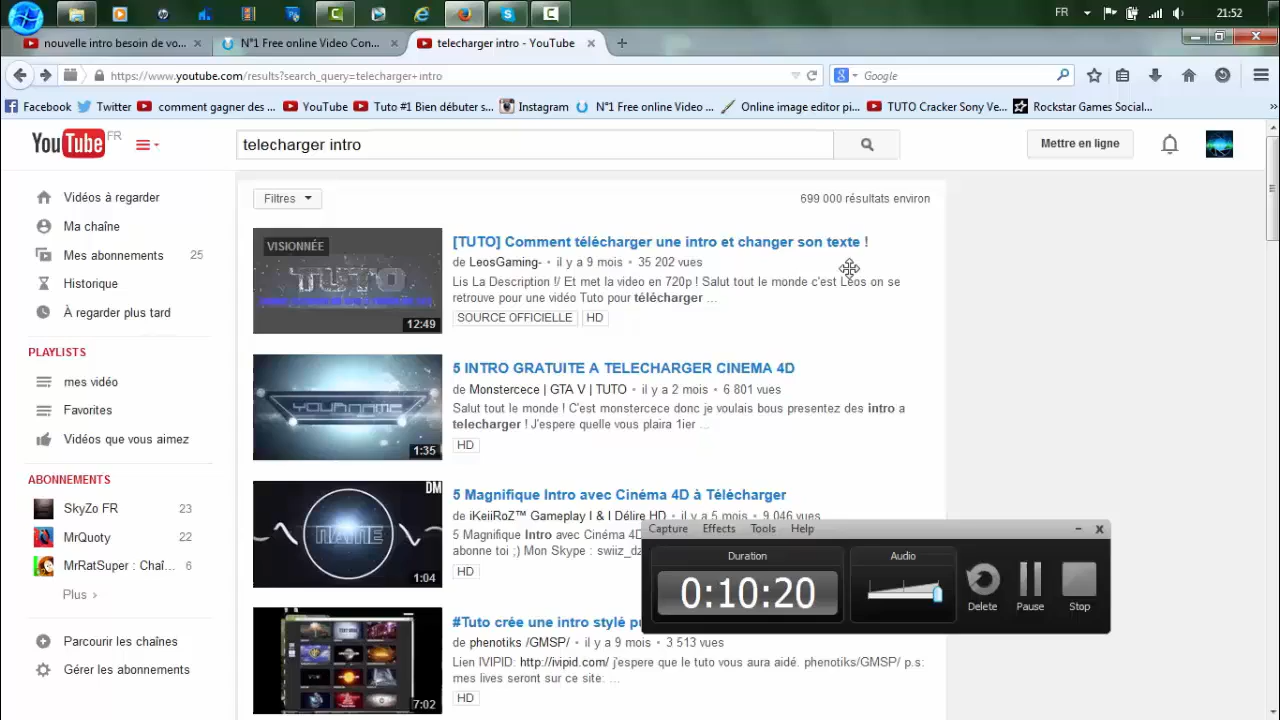 FR
21:52
nouvelle intro besoin de vo...
N°1 Free online Video Con...
telecharger intro - YouTube
https://www.youtube.com/results?search_query=telecharger+intro
Google
Facebook
Twitter
comment gagner des ...
YouTube
Tuto #1 Bien débuter s...
Instagram
N°1 Free online Video ...
Online image editor pi...
TUTO Cracker Sony Ve...
Rockstar Games Social...
YouTube FR
telecharger intro
Mettre en ligne
Vidéos à regarder
Ma chaîne
Mes abonnements 25
Historique
À regarder plus tard
PLAYLISTS
mes vidéo
Favorites
Vidéos que vous aimez
ABONNEMENTS
SkyZo FR 23
MrQuoty 22
MrRatSuper : Chaî... 6
Plus ›
Parcourir les chaînes
Gérer les abonnements
Filtres
699 000 résultats environ
VISIONNÉE
TUTO
12:49
[TUTO] Comment télécharger une intro et changer son texte !
de LeosGaming- • il y a 9 mois • 35 202 vues
Lis La Description !/ Et met la video en 720p ! Salut tout le monde c'est Léos on se
retrouve pour une vidéo Tuto pour télécharger ...
SOURCE OFFICIELLE HD
YOURNAME
1:35
5 INTRO GRATUITE A TELECHARGER CINEMA 4D
de Monstercece | GTA V | TUTO • il y a 2 mois • 6 801 vues
Salut tout le monde ! C'est monstercece donc je voulais bous presentez des intro a
telecharger ! J'espere quelle vous plaira 1ier ...
HD
DM
NAME
1:04
5 Magnifique Intro avec Cinéma 4D à Télécharger
de iKeiiRoZ™ Gameplay I & I Délire HD • il y a 5 mois • 9 046 vues
5 Magnifique Intro avec Cinéma 4D
abonne toi ;) Mon Skype : swiiz_dz
HD
7:02
#Tuto crée une intro stylé pu
de phenotiks /GMSP/ • il y a 9 mois • 3 513 vues
Lien IVIPID: http://ivipid.com/ j'espere que le tuto vous aura aidé. phenotiks/GMSP/ p.s:
mes lives seront sur ce site: ...
HD
Capture Effects Tools Help
Duration
0:10:20
Audio
Delete
Pause
Stop